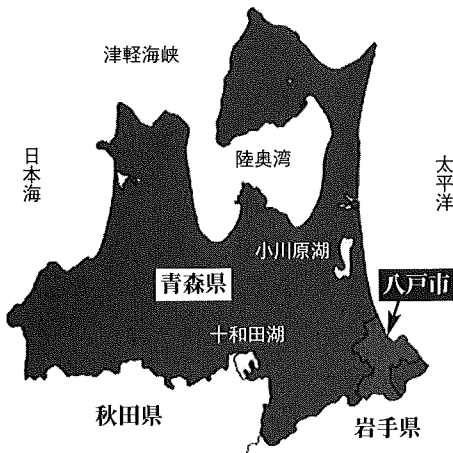 津軽海峡
日本海
陸奥湾
太平洋
小川原湖
青森県
八戸市
十和田湖
秋田県
岩手県